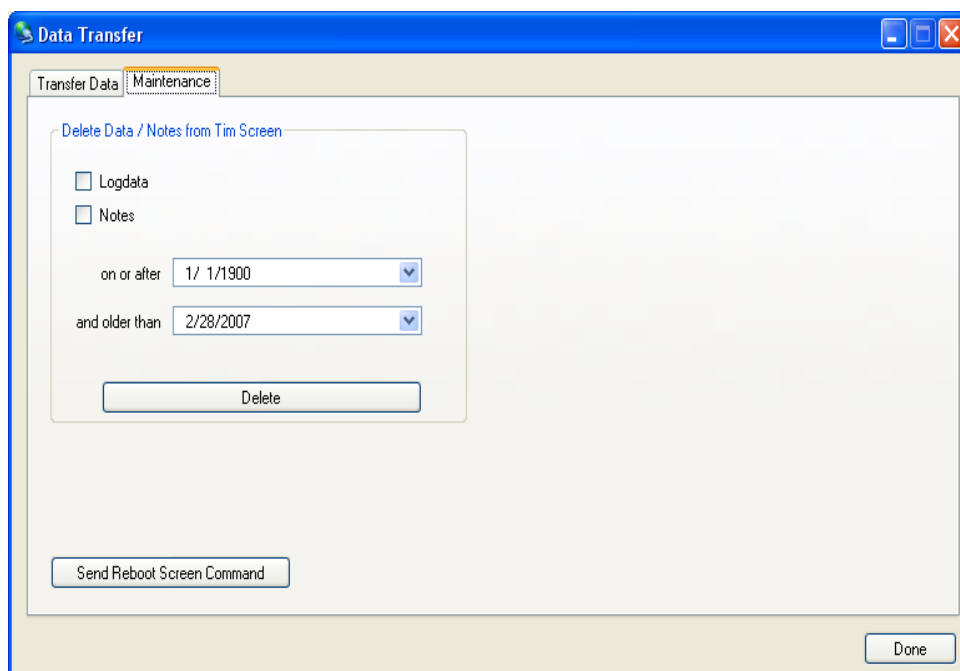 Data Transfer
Transfer Data
Maintenance
Delete Data / Notes from Tim Screen
Logdata
Notes
on or after 1/ 1/1900
and older than 2/28/2007
Delete
Send Reboot Screen Command
Done